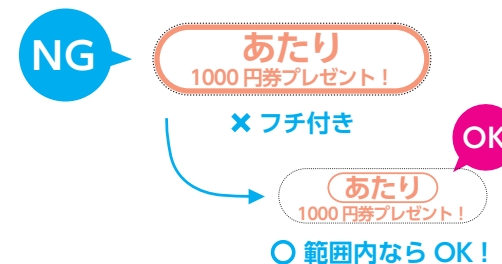 NG
あたり
1000円券プレゼント！
✖ フチ付き
OK
あたり
1000円券プレゼント！
〇 範囲内なら OK！